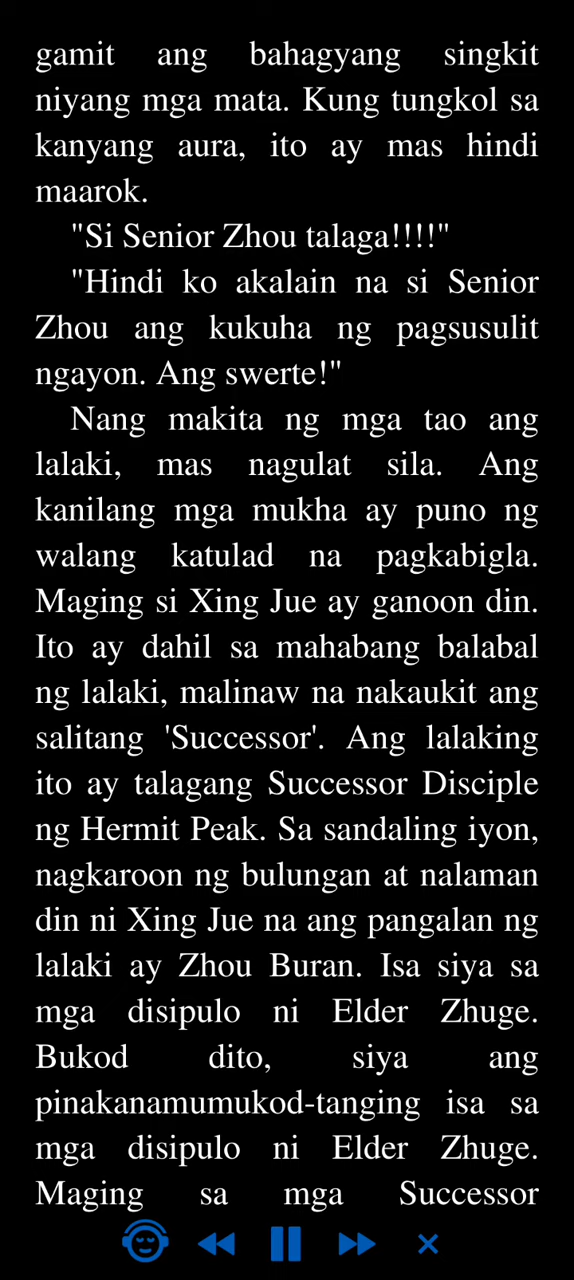 gamit ang bahagyang singkit
niyang mga mata. Kung tungkol sa
kanyang aura, ito ay mas hindi
maarok.
"Si Senior Zhou talaga!!!!"
"Hindi ko akalain na si Senior
Zhou ang kukuha ng pagsusulit
ngayon. Ang swerte!"
Nang makita ng mga tao ang
lalaki, mas nagulat sila. Ang
kanilang mga mukha ay puno ng
walang katulad na pagkabigla.
Maging si Xing Jue ay ganoon din.
Ito ay dahil sa mahabang balabal
ng lalaki, malinaw na nakaukit ang
salitang 'Successor'. Ang lalaking
ito ay talagang Successor Disciple
ng Hermit Peak. Sa sandaling iyon,
nagkaroon ng bulungan at nalaman
din ni Xing Jue na ang pangalan ng
lalaki ay Zhou Buran. Isa siya sa
mga disipulo ni Elder Zhuge.
Bukod dito, siya ang
pinakanamumukod-tanging isa sa
mga disipulo ni Elder Zhuge.
Maging sa mga Successor